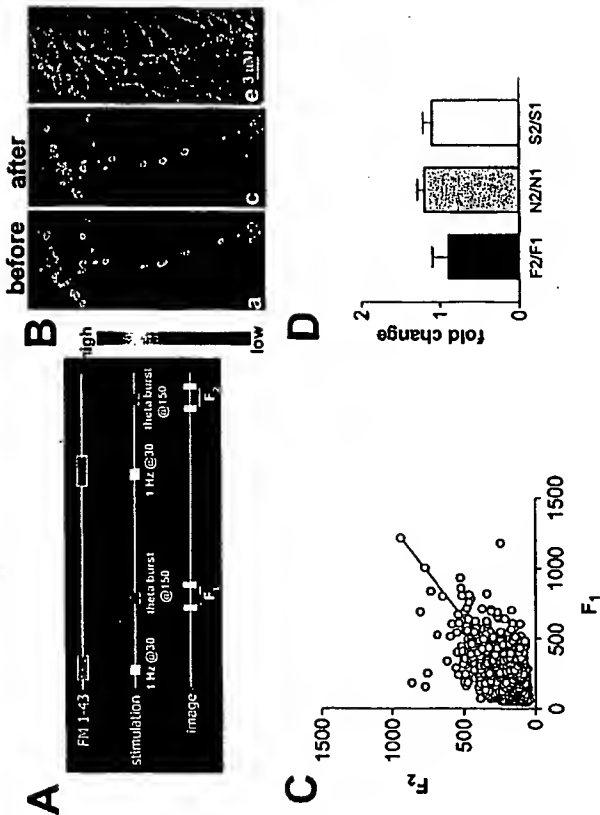 A
FM 1-43
stimulation
1 Hz @30
theta burst
@150
1 Hz @30
theta burst
@150
image
F1
F2
high
low
B
before
after
a
c
e
C
F2
1500
1000
500
0
0
500
1000
1500
F1
D
fold change
2
1
0
F2/F1
N2/N1
S2/S1